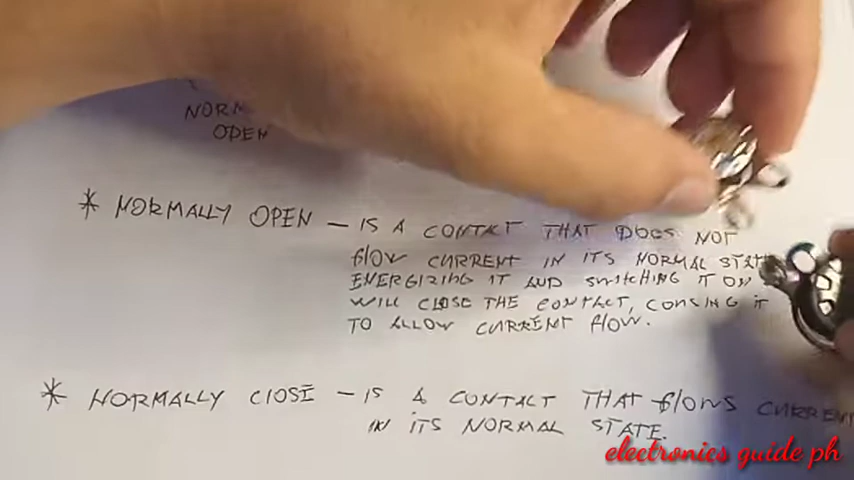 NORM
OPEN
* NORMALLY OPEN – IS A CONTACT THAT DOES NOT
flow CURRENT IN ITS NORMAL STATE
ENERGIZING IT AND SWITCHING IT ON
WILL CLOSE THE CONTACT, COUSING IT
TO ALLOW CURRENT flow.
* NORMALLY CLOSE – IS A CONTACT THAT flows CURRENT
IN ITS NORMAL STATE.
electronics guide ph